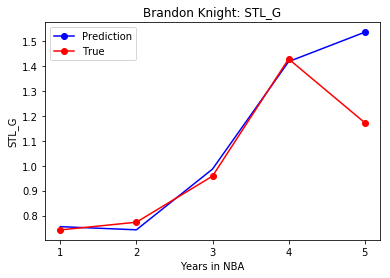 Brandon Knight: STL_G
Prediction
True
STL_G
1.5
1.4
1.3
1.2
1.1
1.0
0.9
0.8
1 2 3 4 5
Years in NBA